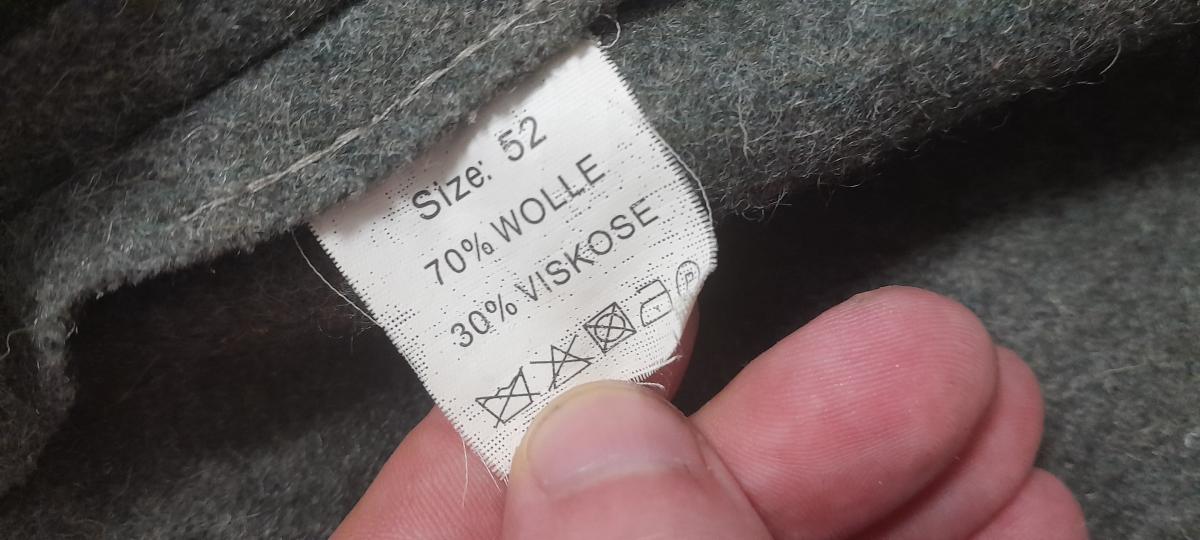 Size: 52
70% WOLLE
30% VISKOSE
P